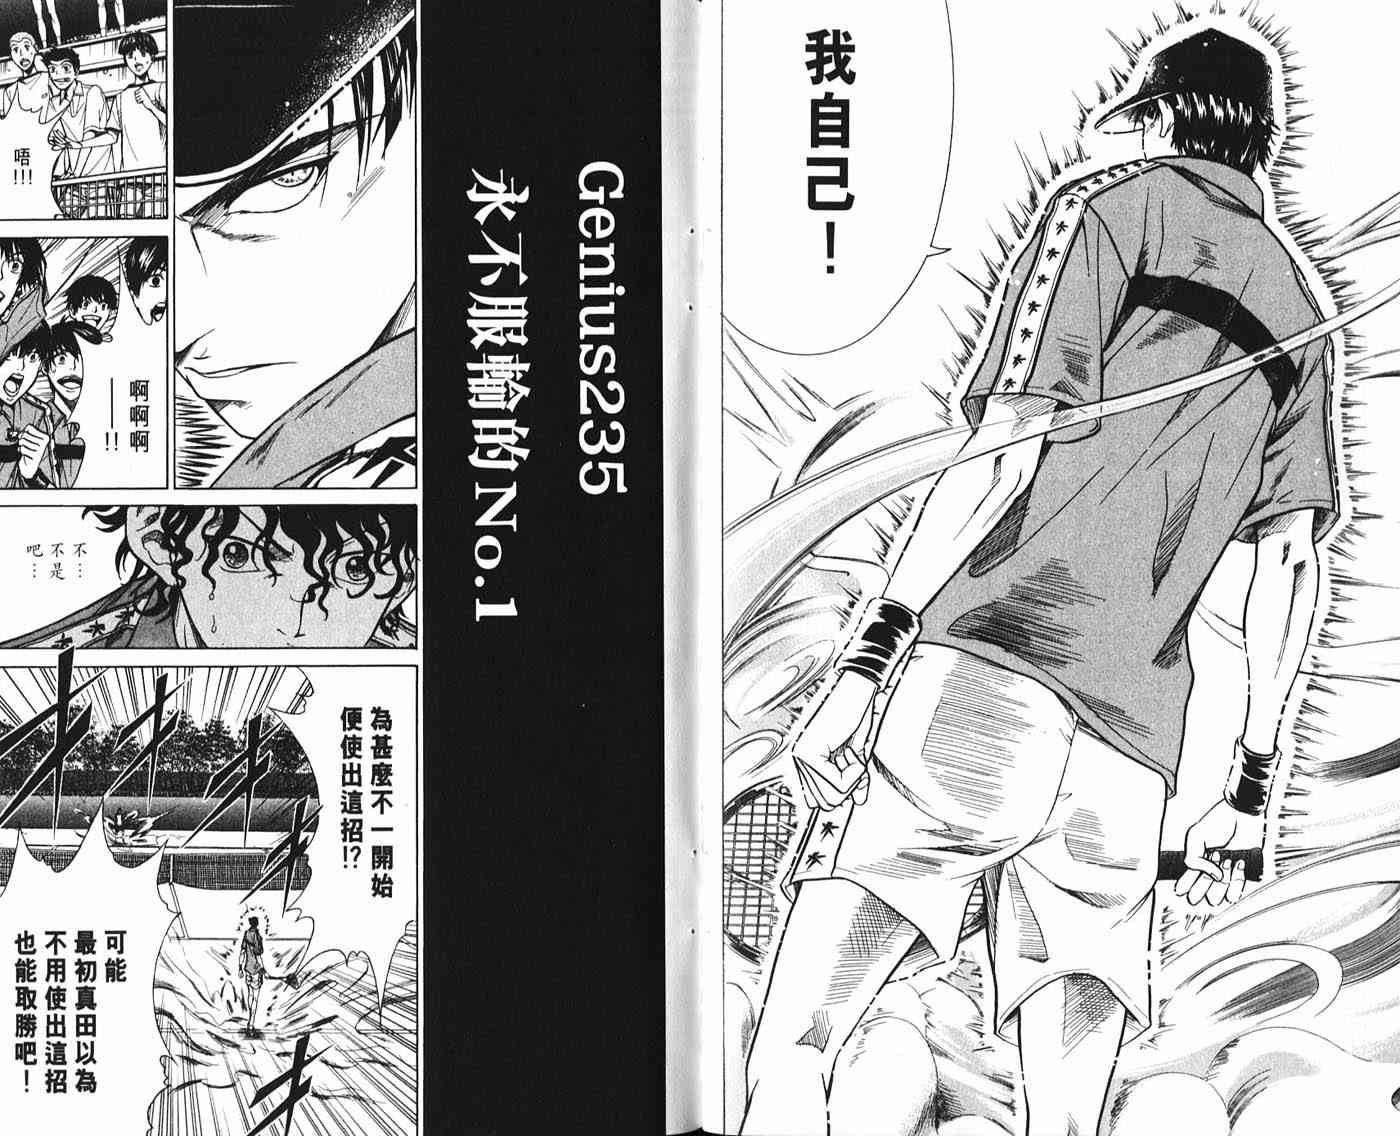 我自己！
Genius235
永不服輸的No.1
唔!!!
啊啊啊
──!!
不…
不是…
吧…
為甚麼不一開始
便使出這招!?
可能
最初真田以為
不用使出這招
也能取勝吧！